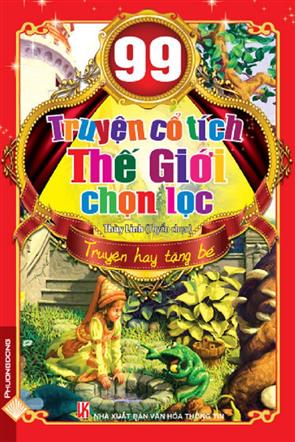 99
Truyện cổ tích
Thế Giới
chọn lọc
Thùy Linh (Tuyển chọn)
Truyện hay tặng bé
PHUONGDONG
NHÀ XUẤT BẢN VĂN HÓA THÔNG TIN